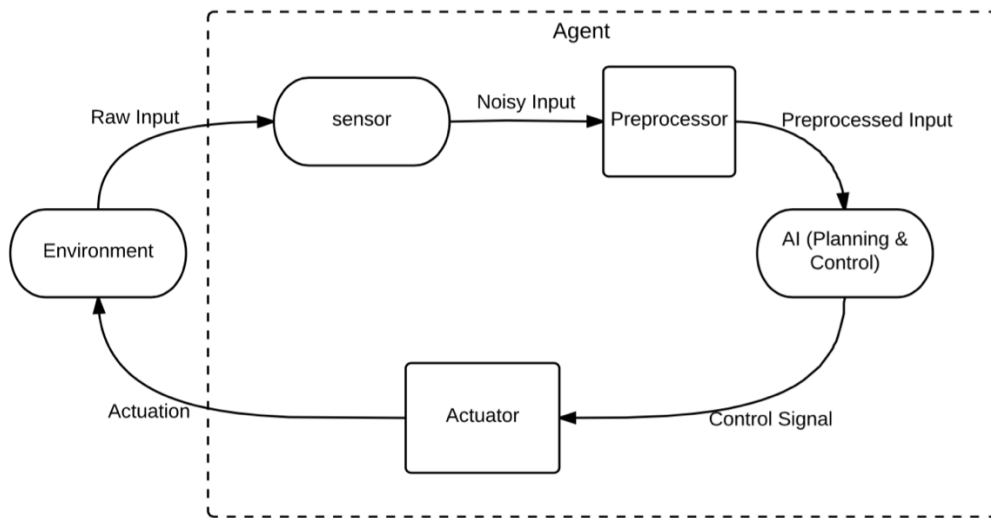 Agent
Raw Input
sensor
Noisy Input
Preprocessor
Preprocessed Input
Environment
AI (Planning &
Control)
Actuation
Actuator
Control Signal